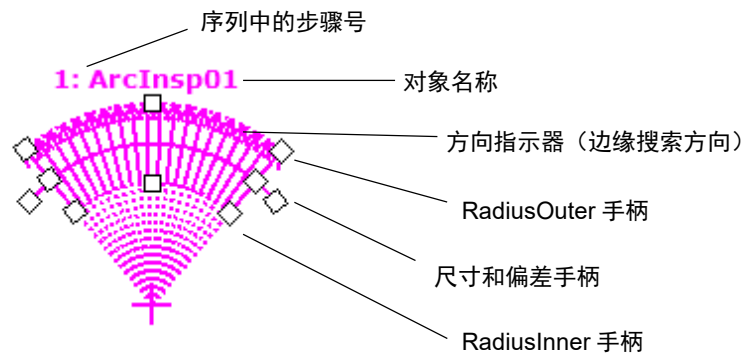 序列中的步骤号
1: ArcInsp01
对象名称
方向指示器（边缘搜索方向）
RadiusOuter 手柄
尺寸和偏差手柄
RadiusInner 手柄